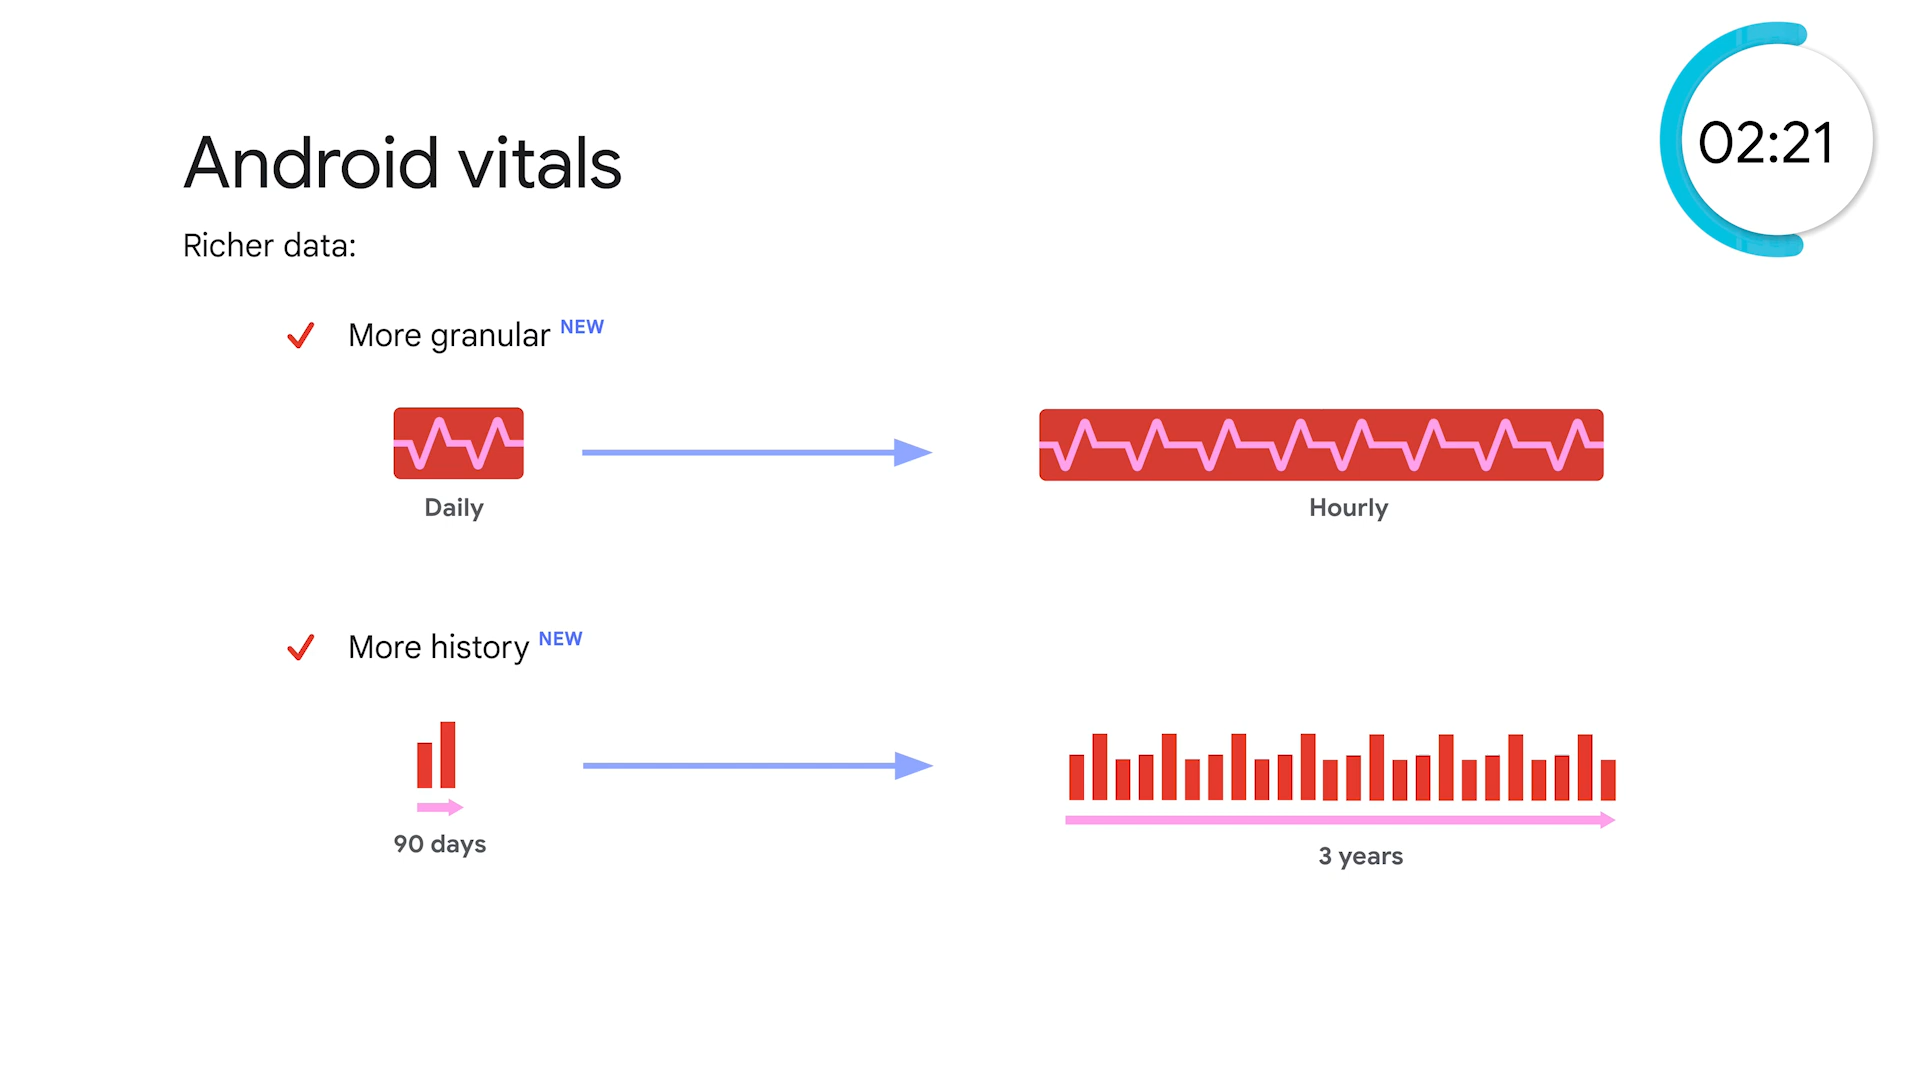 02:21
Android vitals
Richer data:
More granular NEW
Daily
Hourly
More history NEW
90 days
3 years